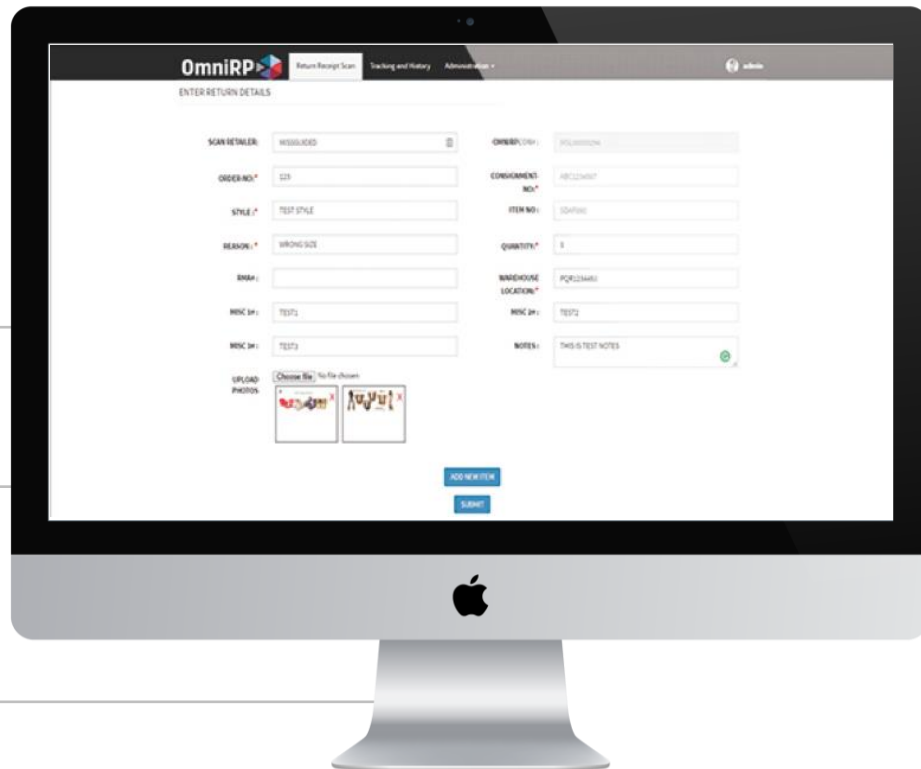 OmniRP Return Receipt Scan Tracking and History Administration admin
ENTER RETURN DETAILS
SCAN RETAILER: MISSGUIDED
ORDER NO:* 123 CONSIGNMENT NO:* ABC1234567
STYLE :* TEST STYLE ITEM NO :
REASON : * WRONG SIZE QUANTITY:*
RMA# : WAREHOUSE LOCATION:*
MISC 1# : TEST1 MISC 2# : TEST2
MISC 3# : TEST3 NOTES : THIS IS TEST NOTES
UPLOAD PHOTOS Choose file No file chosen
X X
ADD NEW ITEM
SUBMIT